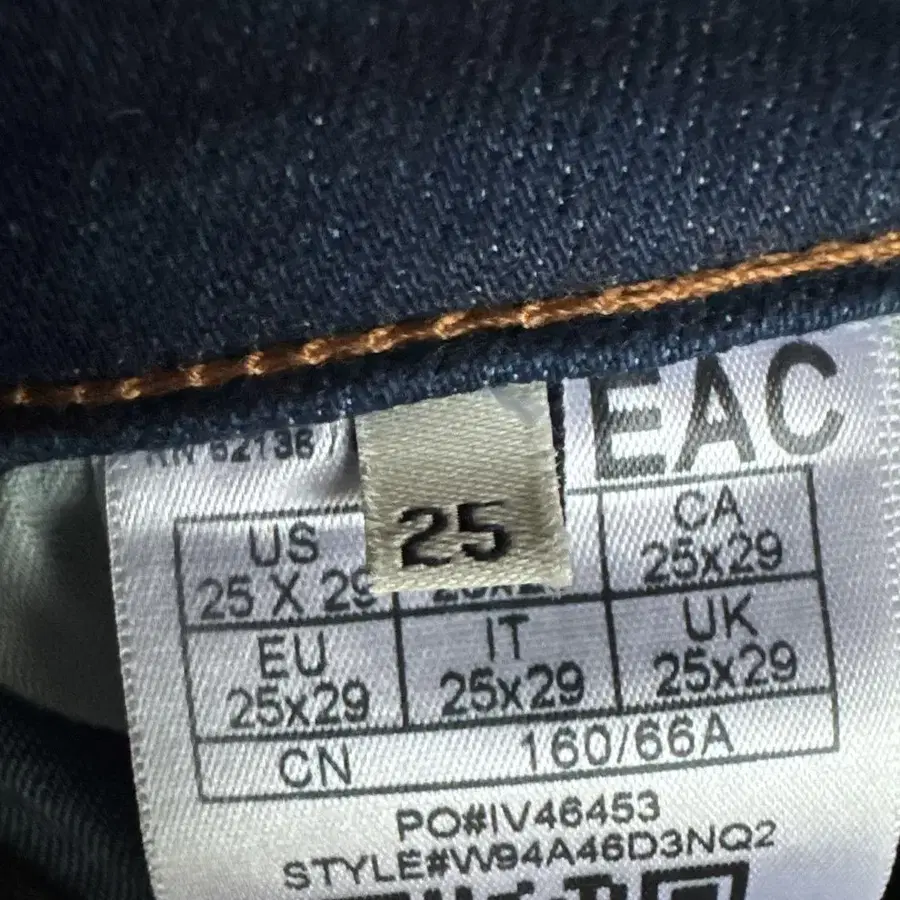 EAC
25
US
25 X 29
CA
25x29
EU
25x29
IT
25x29
UK
25x29
CN 160/66A
PO#IV46453
STYLE#W94A46D3NQ2